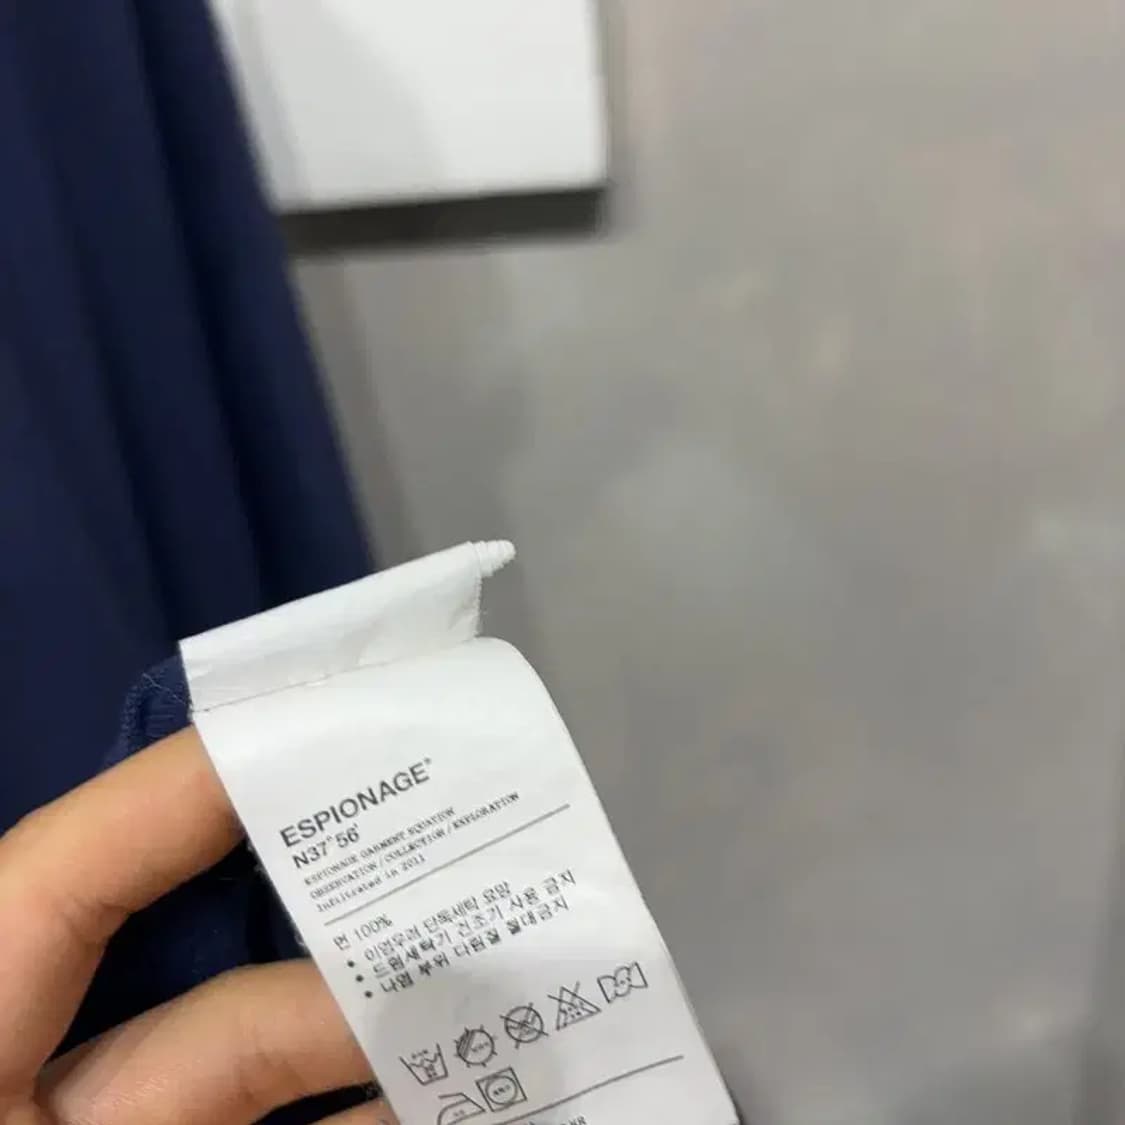 ESPIONAGE®
N37°56'
ESPIONAGE GARMENT EQUATION
OBSERVATION/COLLECTION/EXPLORATION
Infiltrated in 2011
면 100%
• 이염우려 단독세탁 요망
• 드럼세탁기 건조기 사용 금지
• 나염 부위 다림질 절대금지